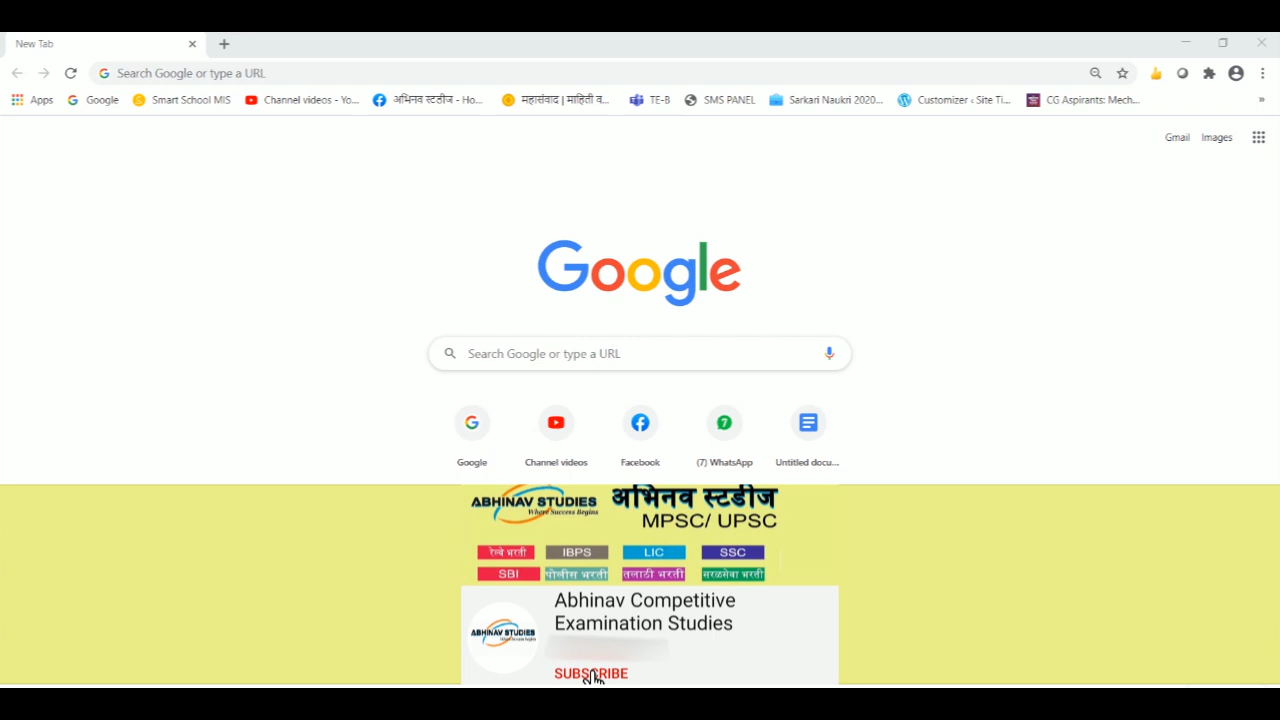 New Tab
Search Google or type a URL
Apps Google Smart School MIS Channel videos - Yo... अभिनव स्टडीज - Ho... महासंवाद | माहिती व... TE-B SMS PANEL Sarkari Naukri 2020... Customizer ‹ Site Ti... CG Aspirants: Mech... »
Gmail Images
Google
Search Google or type a URL
Google Channel videos Facebook (7) WhatsApp Untitled docu...
ABHINAV STUDIES अभिनव स्टडीज
Where Success Begins
MPSC/ UPSC
रेल्वे भरती IBPS LIC SSC
SBI पोलीस भरती तलाठी भरती सरळसेवा भरती
Abhinav Competitive
Examination Studies
ABHINAV STUDIES
Where Success Begins
SUBSCRIBE